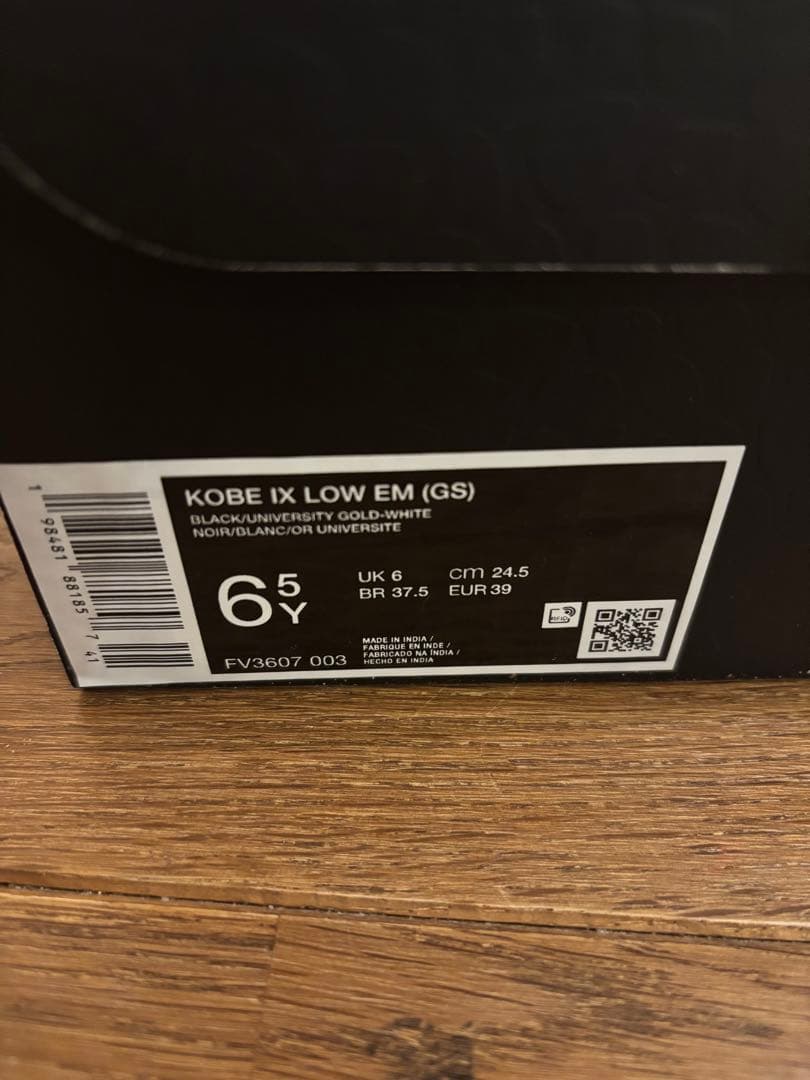 KOBE IX LOW EM (GS)
BLACK/UNIVERSITY GOLD-WHITE
NOIR/BLANC/OR UNIVERSITE
6 5 Y
UK 6 cm 24.5
BR 37.5 EUR 39
RFID
FV3607 003
MADE IN INDIA /
FABRIQUE EN INDE /
FABRICADO NA ÍNDIA /
HECHO EN INDIA
1 98481 88185 7 41